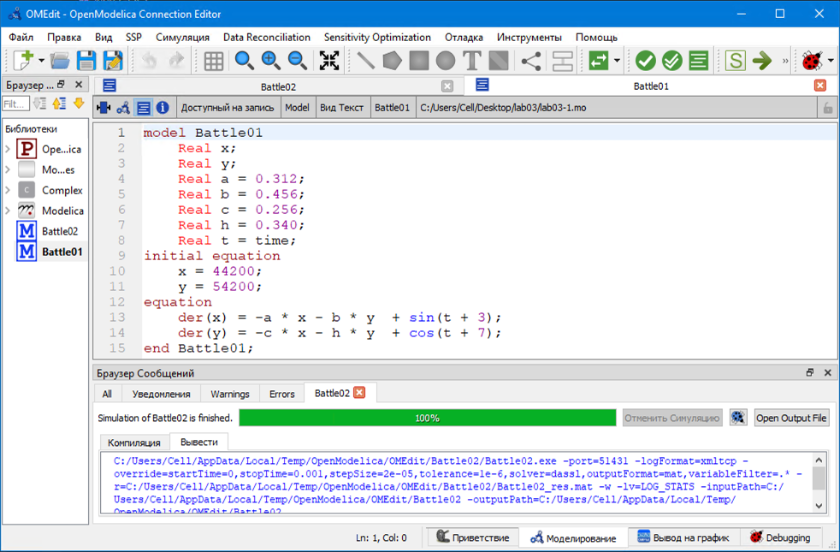 OMEdit - OpenModelica Connection Editor
Файл Правка Вид SSP Симуляция Data Reconciliation Sensitivity Optimization Отладка Инструменты Помощь
S
Браузер ...
Battle02
Battle01
Filt...
Доступный на запись Model Вид Текст Battle01 C:/Users/Cell/Desktop/lab03/lab03-1.mo
Библиотеки
P Ope...ica
Mo...es
C Complex
Modelica
M Battle02
M Battle01
1 model Battle01
2 Real x;
3 Real y;
4 Real a = 0.312;
5 Real b = 0.456;
6 Real c = 0.256;
7 Real h = 0.340;
8 Real t = time;
9 initial equation
10 x = 44200;
11 y = 54200;
12 equation
13 der(x) = -a * x - b * y + sin(t + 3);
14 der(y) = -c * x - h * y + cos(t + 7);
15 end Battle01;
Браузер Сообщений
All Уведомления Warnings Errors Battle02
Simulation of Battle02 is finished. 100% Отменить Симуляцию Open Output File
Компиляция Вывести
C:/Users/Cell/AppData/Local/Temp/OpenModelica/OMEdit/Battle02/Battle02.exe -port=51431 -logFormat=xmltcp -
override=startTime=0,stopTime=0.001,stepSize=2e-05,tolerance=1e-6,solver=dassl,outputFormat=mat,variableFilter=.* -
r=C:/Users/Cell/AppData/Local/Temp/OpenModelica/OMEdit/Battle02/Battle02_res.mat -w -lv=LOG_STATS -inputPath=C:/
Users/Cell/AppData/Local/Temp/OpenModelica/OMEdit/Battle02 -outputPath=C:/Users/Cell/AppData/Local/Temp/
OpenModelica/OMEdit/Battle02
Ln: 1, Col: 0 Приветствие Моделирование Вывод на график Debugging